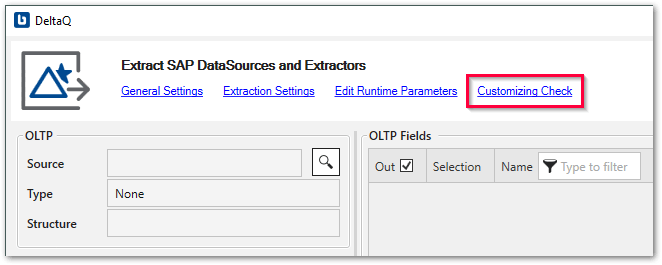 DeltaQ
Extract SAP DataSources and Extractors
General Settings Extraction Settings Edit Runtime Parameters Customizing Check
OLTP
Source
Type None
Structure
OLTP Fields
Out Selection Name Type to filter